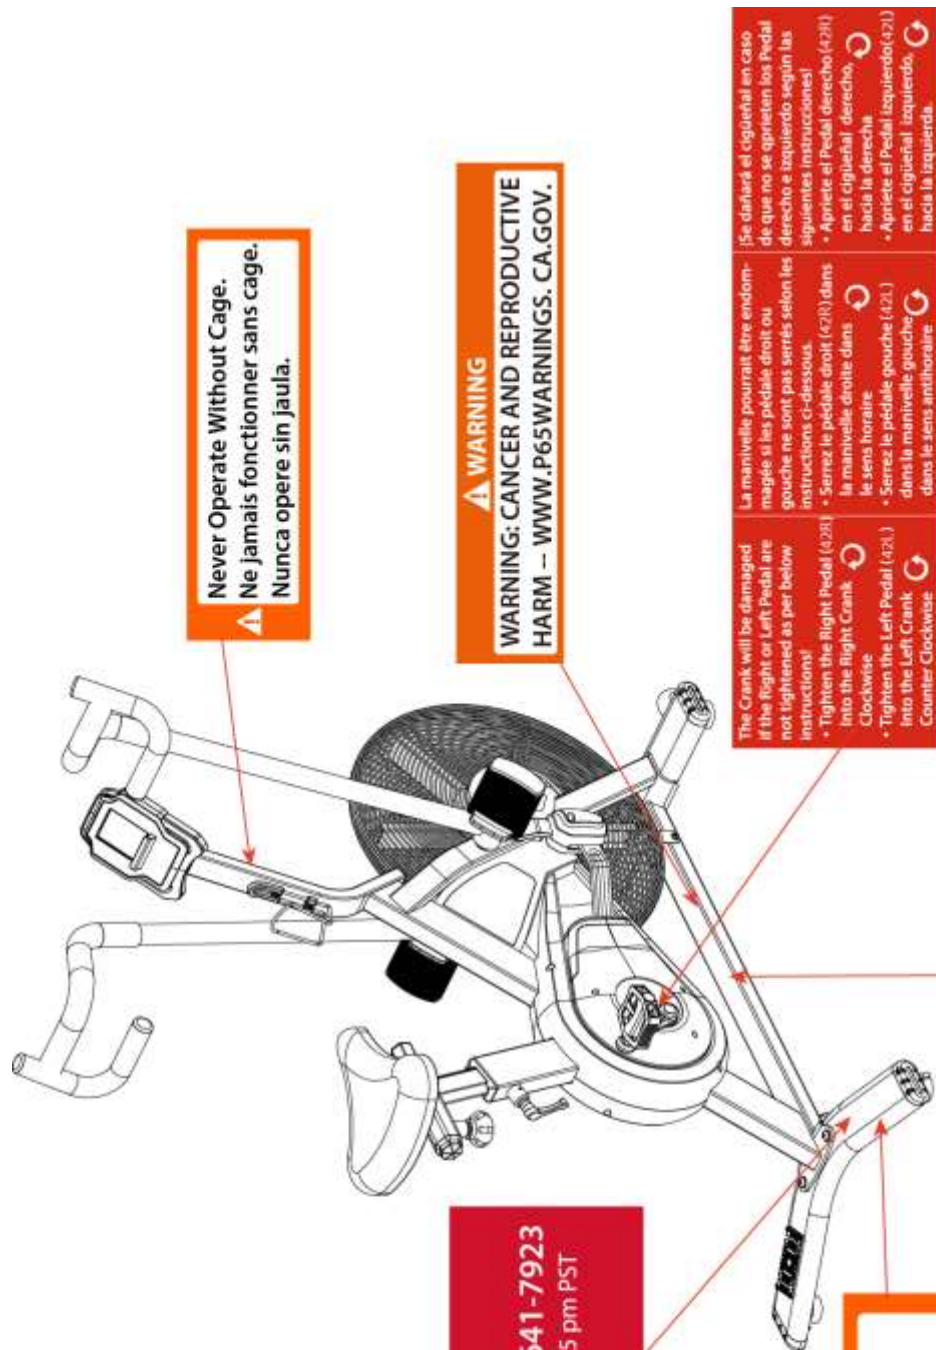 Never Operate Without Cage.
Ne jamais fonctionner sans cage.
Nunca opere sin jaula.
WARNING
WARNING: CANCER AND REPRODUCTIVE
HARM -- WWW.P65WARNINGS. CA.GOV.
The Crank will be damaged
if the Right or Left Pedal are
not tightened as per below
instructions!
• Tighten the Right Pedal (42R)
Into the Right Crank
Clockwise
• Tighten the Left Pedal (42L)
Into the Left Crank
Counter Clockwise
La manivelle pourrait être endom-
magée si les pédale droit ou
gouche ne sont pas serrés selon les
instructions ci-dessous.
• Serrez le pédale droit (42R) dans
la manivelle droite dans
le sens horaire
• Serrez le pédale gouche (42L)
dans la manivelle gouche
dans le sens antihoraire
¡Se dañará el cigüeñal en caso
de que no se qprieten los Pedal
derecho e izquierdo según las
siguientes instrucciones!
• Apriete el Pedal derecho (42R)
en el cigüeñal derecho,
hacia la derecha
• Apriete el Pedal izquierdo(42L)
en el cigüeñal izquierdo,
hacia la izquierda.
541-7923
5 pm PST